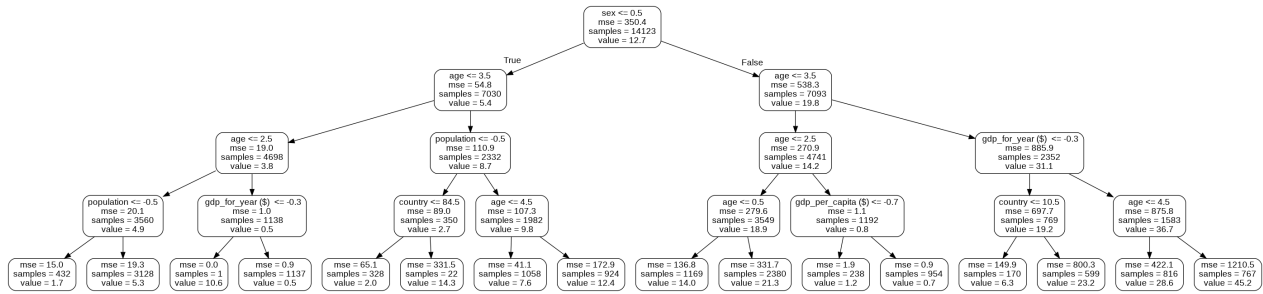 sex <= 0.5
mse = 350.4
samples = 14123
value = 12.7
True
False
age <= 3.5
mse = 54.8
samples = 7030
value = 5.4
age <= 3.5
mse = 538.3
samples = 7093
value = 19.8
age <= 2.5
mse = 19.0
samples = 4698
value = 3.8
population <= -0.5
mse = 110.9
samples = 2332
value = 8.7
age <= 2.5
mse = 270.9
samples = 4741
value = 14.2
gdp_for_year ($)  <= -0.3
mse = 885.9
samples = 2352
value = 31.1
population <= -0.5
mse = 20.1
samples = 3560
value = 4.9
gdp_for_year ($)  <= -0.3
mse = 1.0
samples = 1138
value = 0.5
country <= 84.5
mse = 89.0
samples = 350
value = 2.7
age <= 4.5
mse = 107.3
samples = 1982
value = 9.8
age <= 0.5
mse = 279.6
samples = 3549
value = 18.9
gdp_per_capita ($) <= -0.7
mse = 1.1
samples = 1192
value = 0.8
country <= 10.5
mse = 697.7
samples = 769
value = 19.2
age <= 4.5
mse = 875.8
samples = 1583
value = 36.7
mse = 15.0
samples = 432
value = 1.7
mse = 19.3
samples = 3128
value = 5.3
mse = 0.0
samples = 1
value = 10.6
mse = 0.9
samples = 1137
value = 0.5
mse = 65.1
samples = 328
value = 2.0
mse = 331.5
samples = 22
value = 14.3
mse = 41.1
samples = 1058
value = 7.6
mse = 172.9
samples = 924
value = 12.4
mse = 136.8
samples = 1169
value = 14.0
mse = 331.7
samples = 2380
value = 21.3
mse = 1.9
samples = 238
value = 1.2
mse = 0.9
samples = 954
value = 0.7
mse = 149.9
samples = 170
value = 6.3
mse = 800.3
samples = 599
value = 23.2
mse = 422.1
samples = 816
value = 28.6
mse = 1210.5
samples = 767
value = 45.2